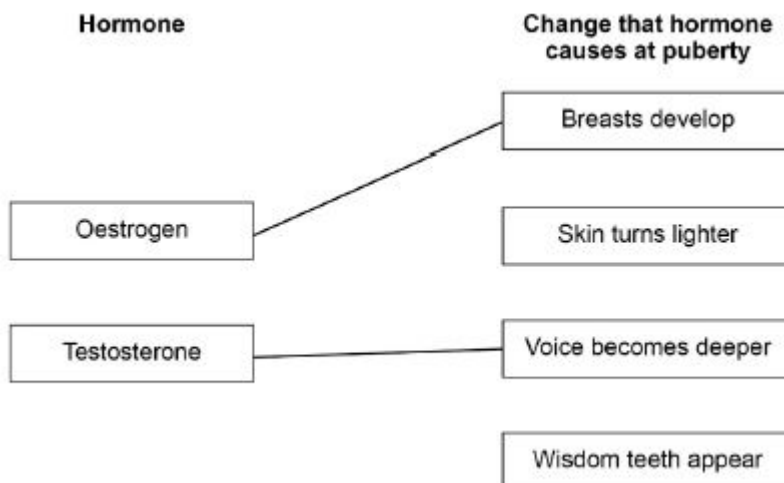 Hormone
Change that hormone
causes at puberty
Breasts develop
Oestrogen
Skin turns lighter
Testosterone
Voice becomes deeper
Wisdom teeth appear